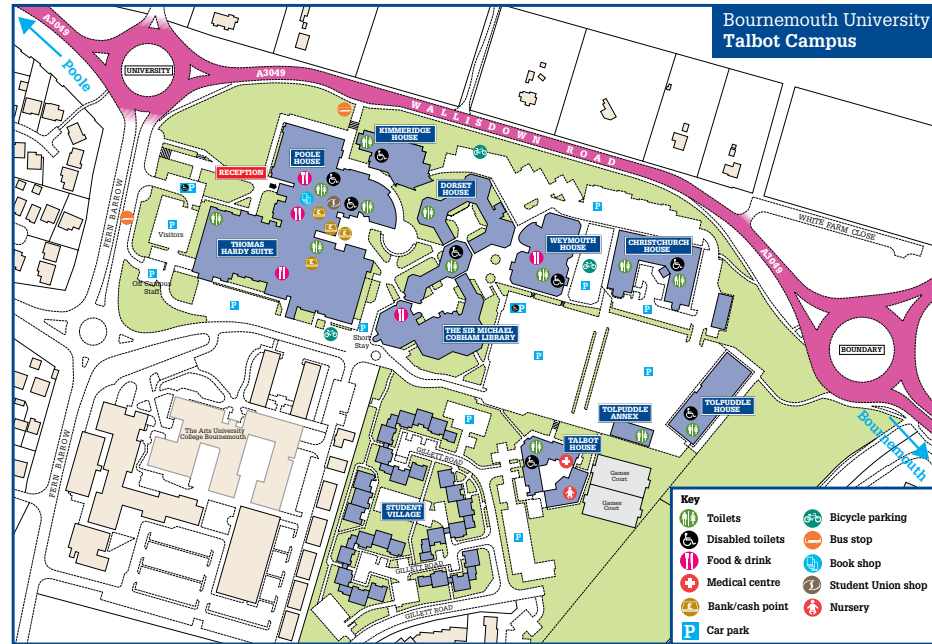 Bournemouth University
Talbot Campus
A3049
Poole
UNIVERSITY
A3049
WALLISDOWN ROAD
KIMMERIDGE
HOUSE
POOLE
HOUSE
RECEPTION
DORSET
HOUSE
P
P
FERN BARROW
P
Visitors
THOMAS
HARDY SUITE
WEYMOUTH
HOUSE
CHRISTCHURCH
HOUSE
WHITE FARM CLOSE
A3049
P
Off Campus
Staff
P
P
P
P
P
Short
Stay
THE SIR MICHAEL
COBHAM LIBRARY
P
P
BOUNDARY
Bournemouth
TOLPUDDLE
ANNEX
TOLPUDDLE
HOUSE
The Arts University
College Bournemouth
FERN BARROW
P
GILLETT ROAD
TALBOT
HOUSE
Games
Court
Games
Court
STUDENT
VILLAGE
P
GILLETT ROAD
GILLETT ROAD
Key
Toilets
Bicycle parking
Disabled toilets
Bus stop
Food & drink
Book shop
Medical centre
Student Union shop
Bank/cash point
Nursery
P Car park